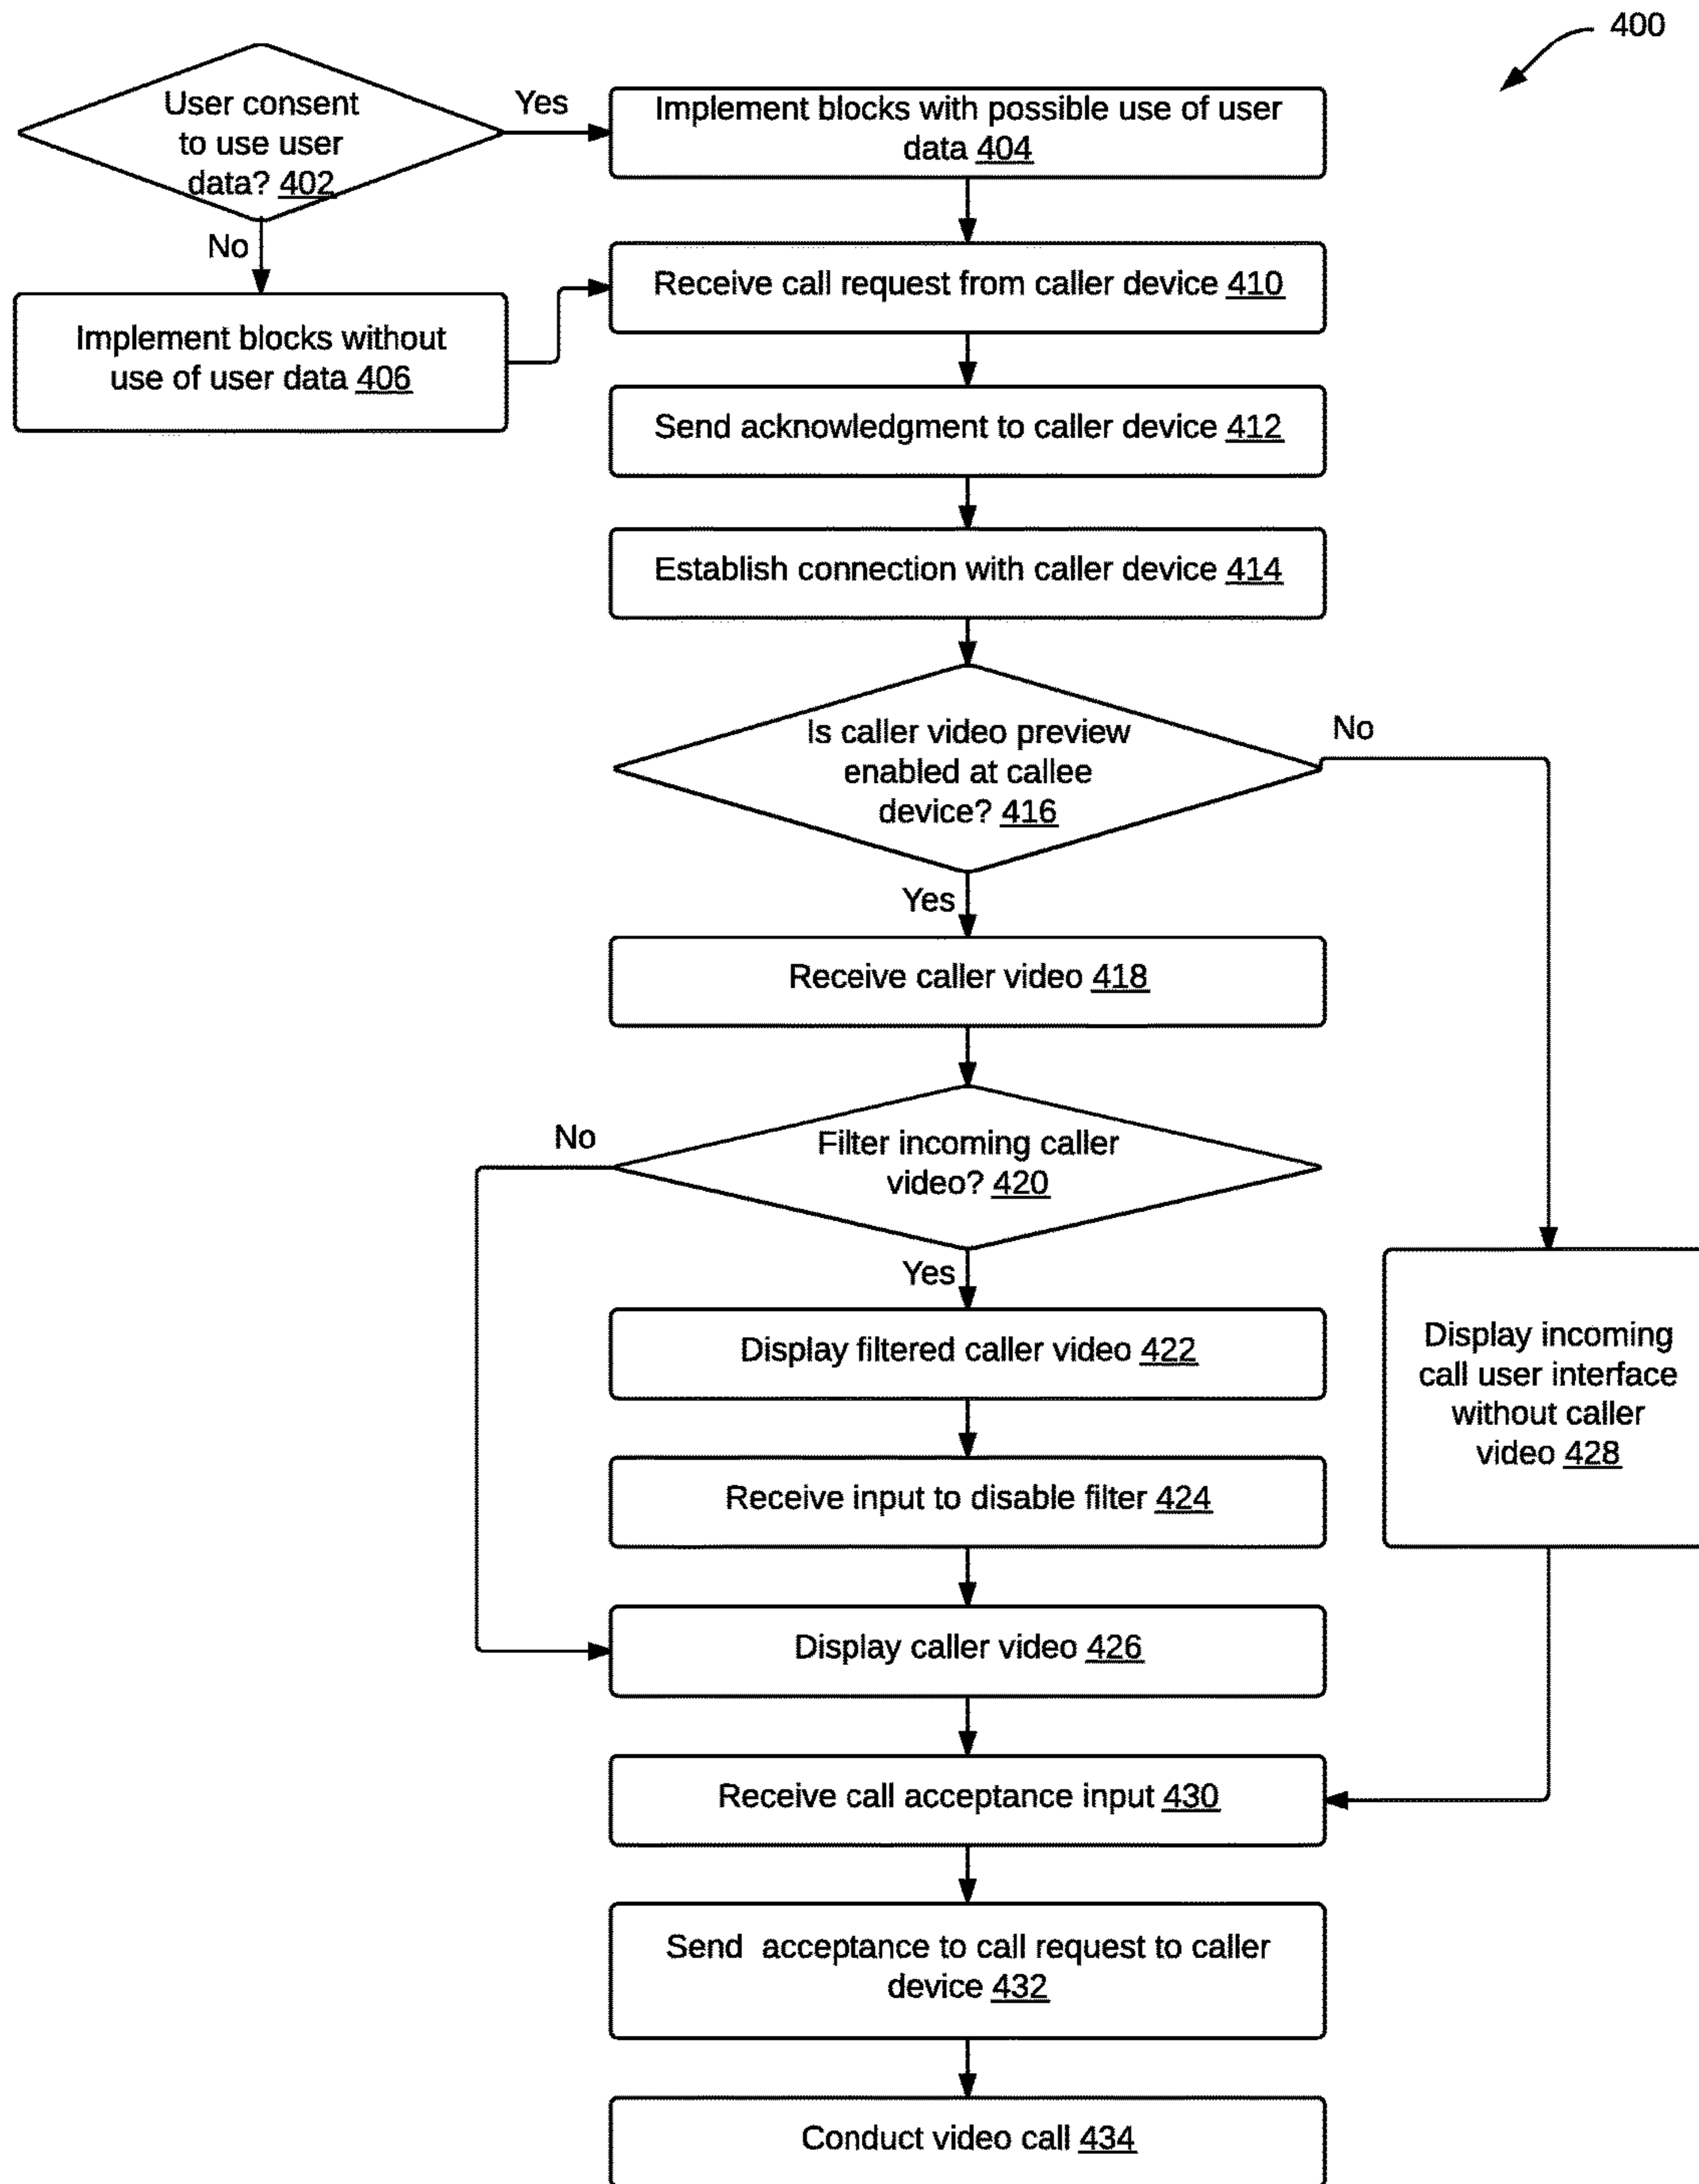 400
User consent
to use user
data? 402
Yes
Implement blocks with possible use of user
data 404
No
Implement blocks without
use of user data 406
Receive call request from caller device 410
Send acknowledgment to caller device 412
Establish connection with caller device 414
Is caller video preview
enabled at callee
device? 416
No
Yes
Receive caller video 418
Filter incoming caller
video? 420
No
Yes
Display filtered caller video 422
Display incoming
call user interface
without caller
video 428
Receive input to disable filter 424
Display caller video 426
Receive call acceptance input 430
Send  acceptance to call request to caller
device 432
Conduct video call 434